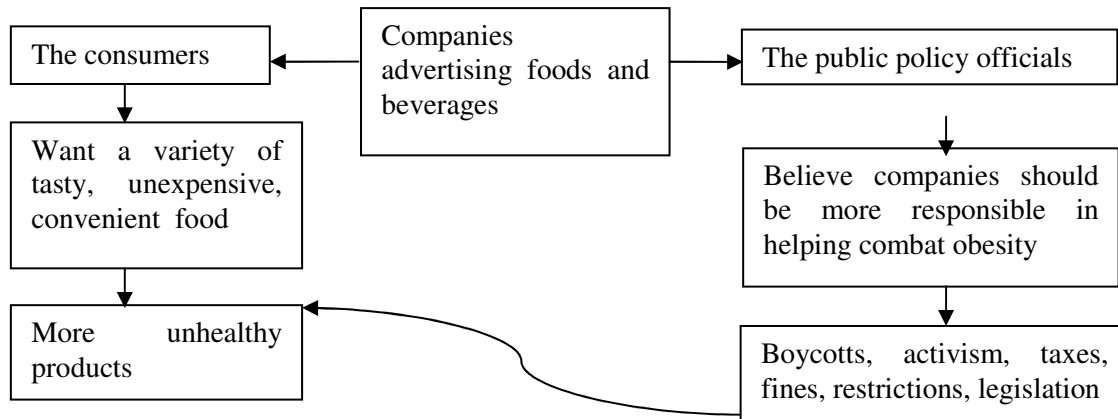 The consumers
Companies
advertising foods and
beverages
The public policy officials
Want a variety of
tasty, unexpensive,
convenient food
Believe companies should
be more responsible in
helping combat obesity
More unhealthy
products
Boycotts, activism, taxes,
fines, restrictions, legislation